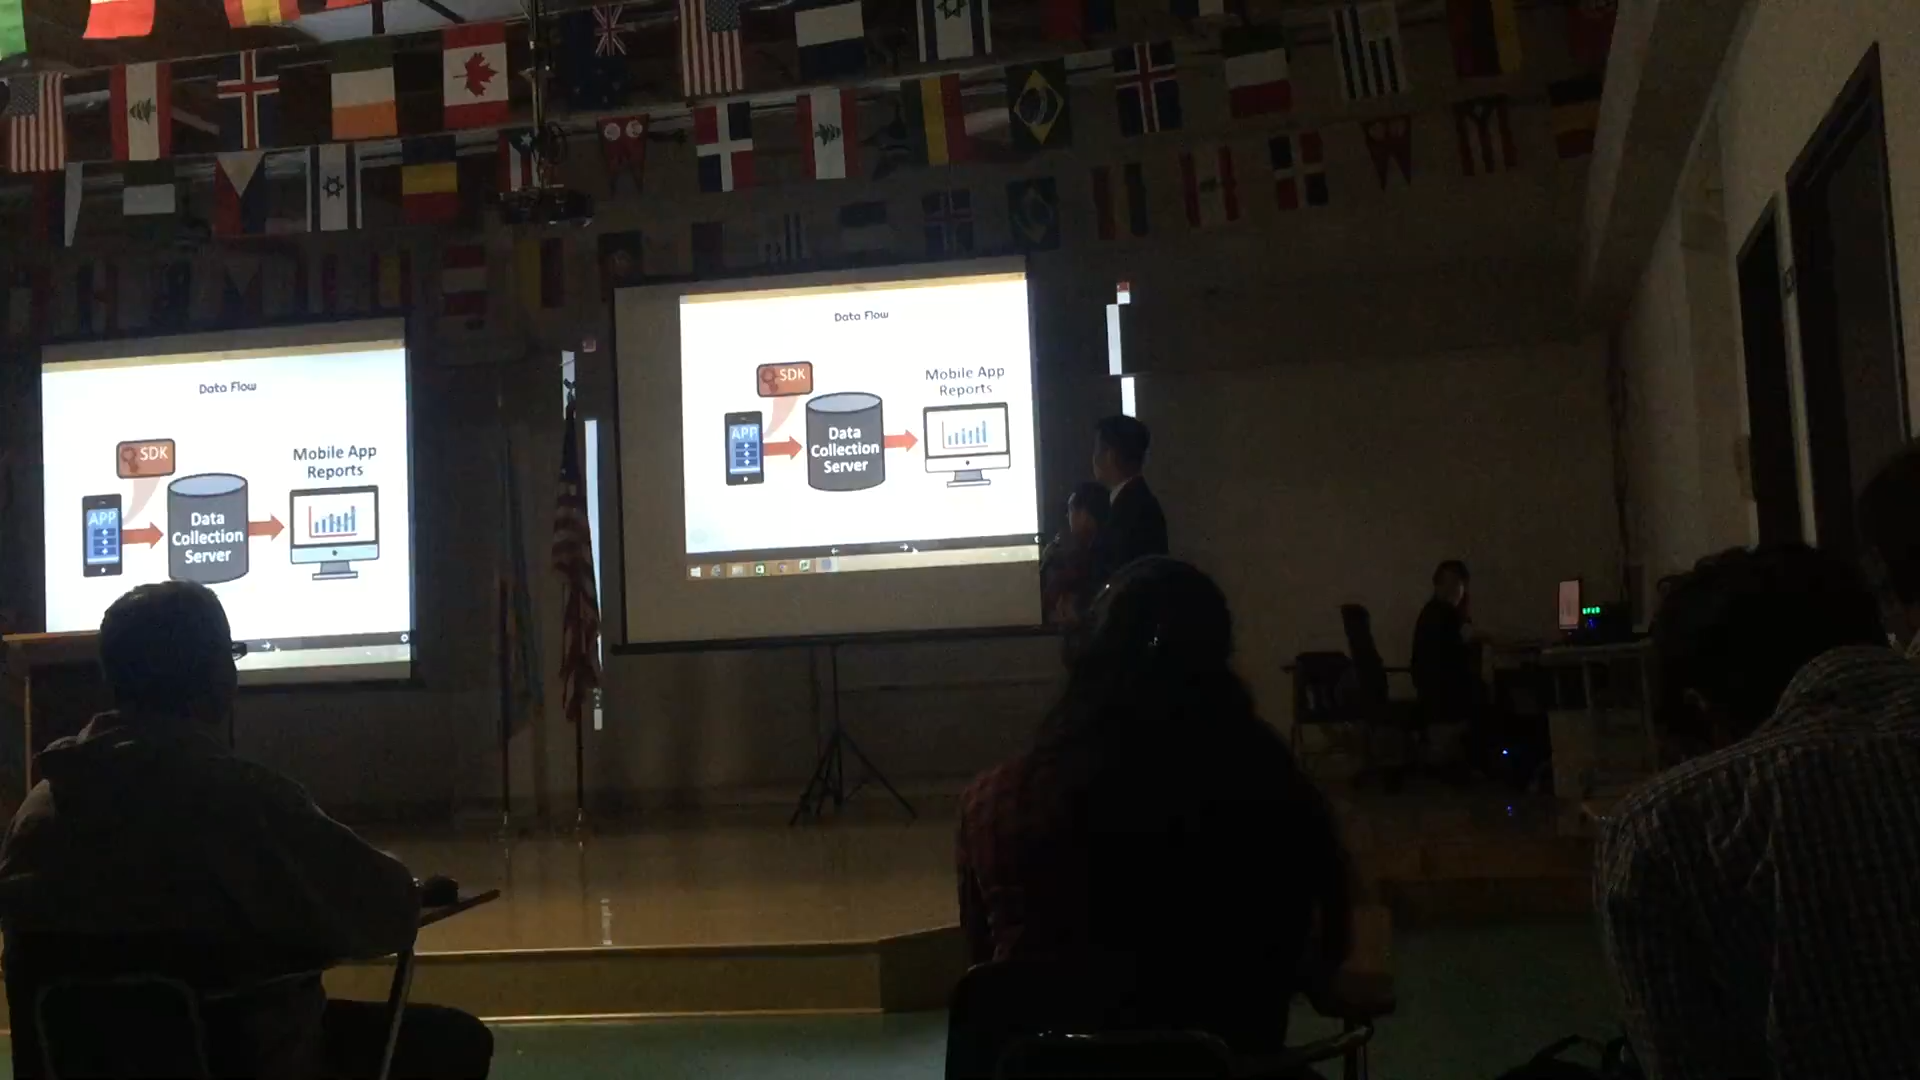 Data Flow
SDK
Mobile App
Reports
APP
Data
Collection
Server
Data Flow
SDK
Mobile App
Reports
APP
Data
Collection
Server